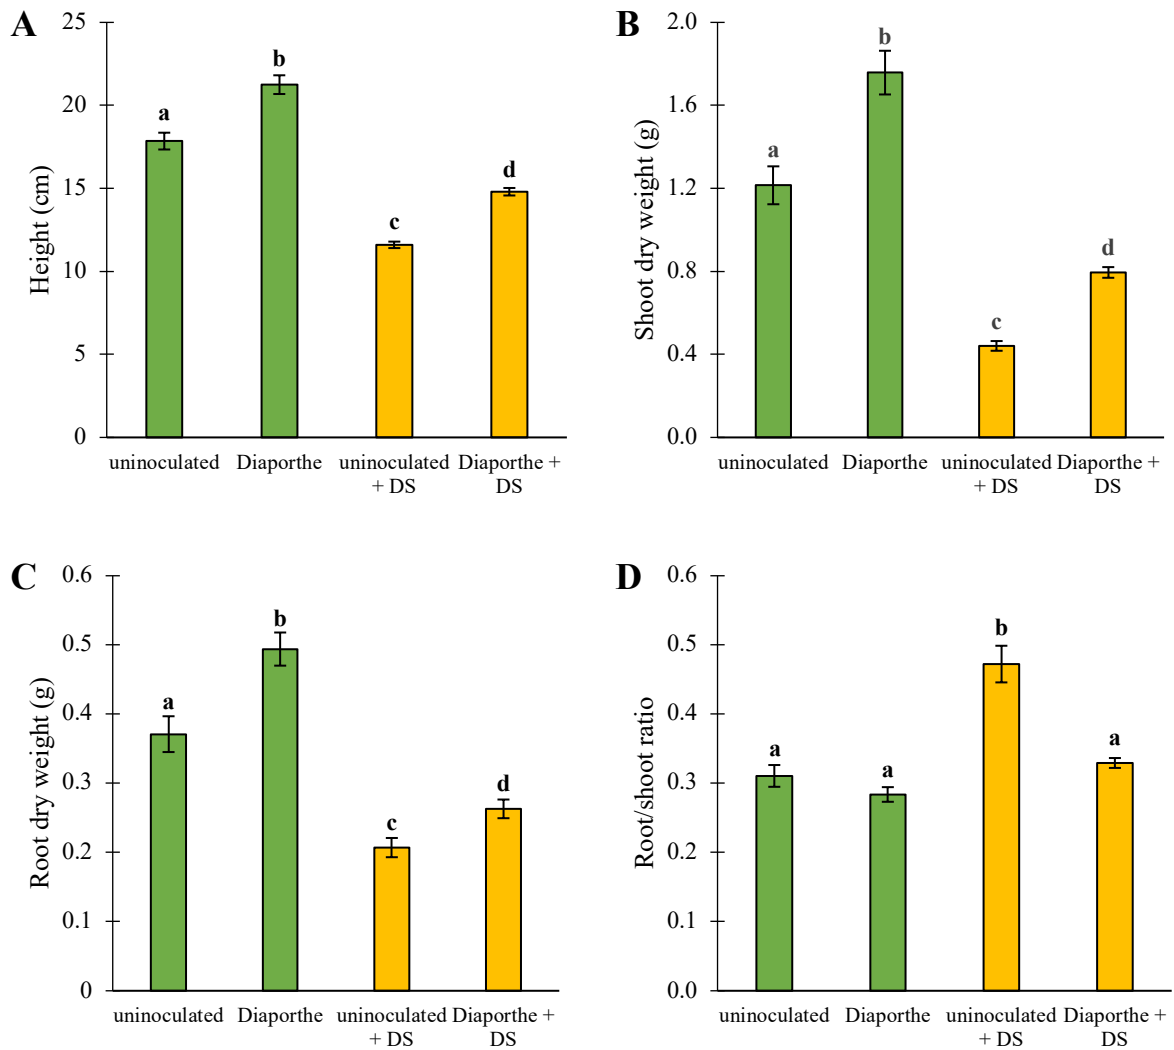 A
Height (cm)
25
20
15
10
5
0
a
b
c
d
uninoculated
Diaporthe
uninoculated
+ DS
Diaporthe +
DS
B
Shoot dry weight (g)
2.0
1.6
1.2
0.8
0.4
0.0
a
b
c
d
uninoculated
Diaporthe
uninoculated
+ DS
Diaporthe +
DS
C
Root dry weight (g)
0.6
0.5
0.4
0.3
0.2
0.1
0
a
b
c
d
uninoculated
Diaporthe
uninoculated
+ DS
Diaporthe +
DS
D
Root/shoot ratio
0.6
0.5
0.4
0.3
0.2
0.1
0.0
a
a
b
a
uninoculated
Diaporthe
uninoculated
+ DS
Diaporthe +
DS